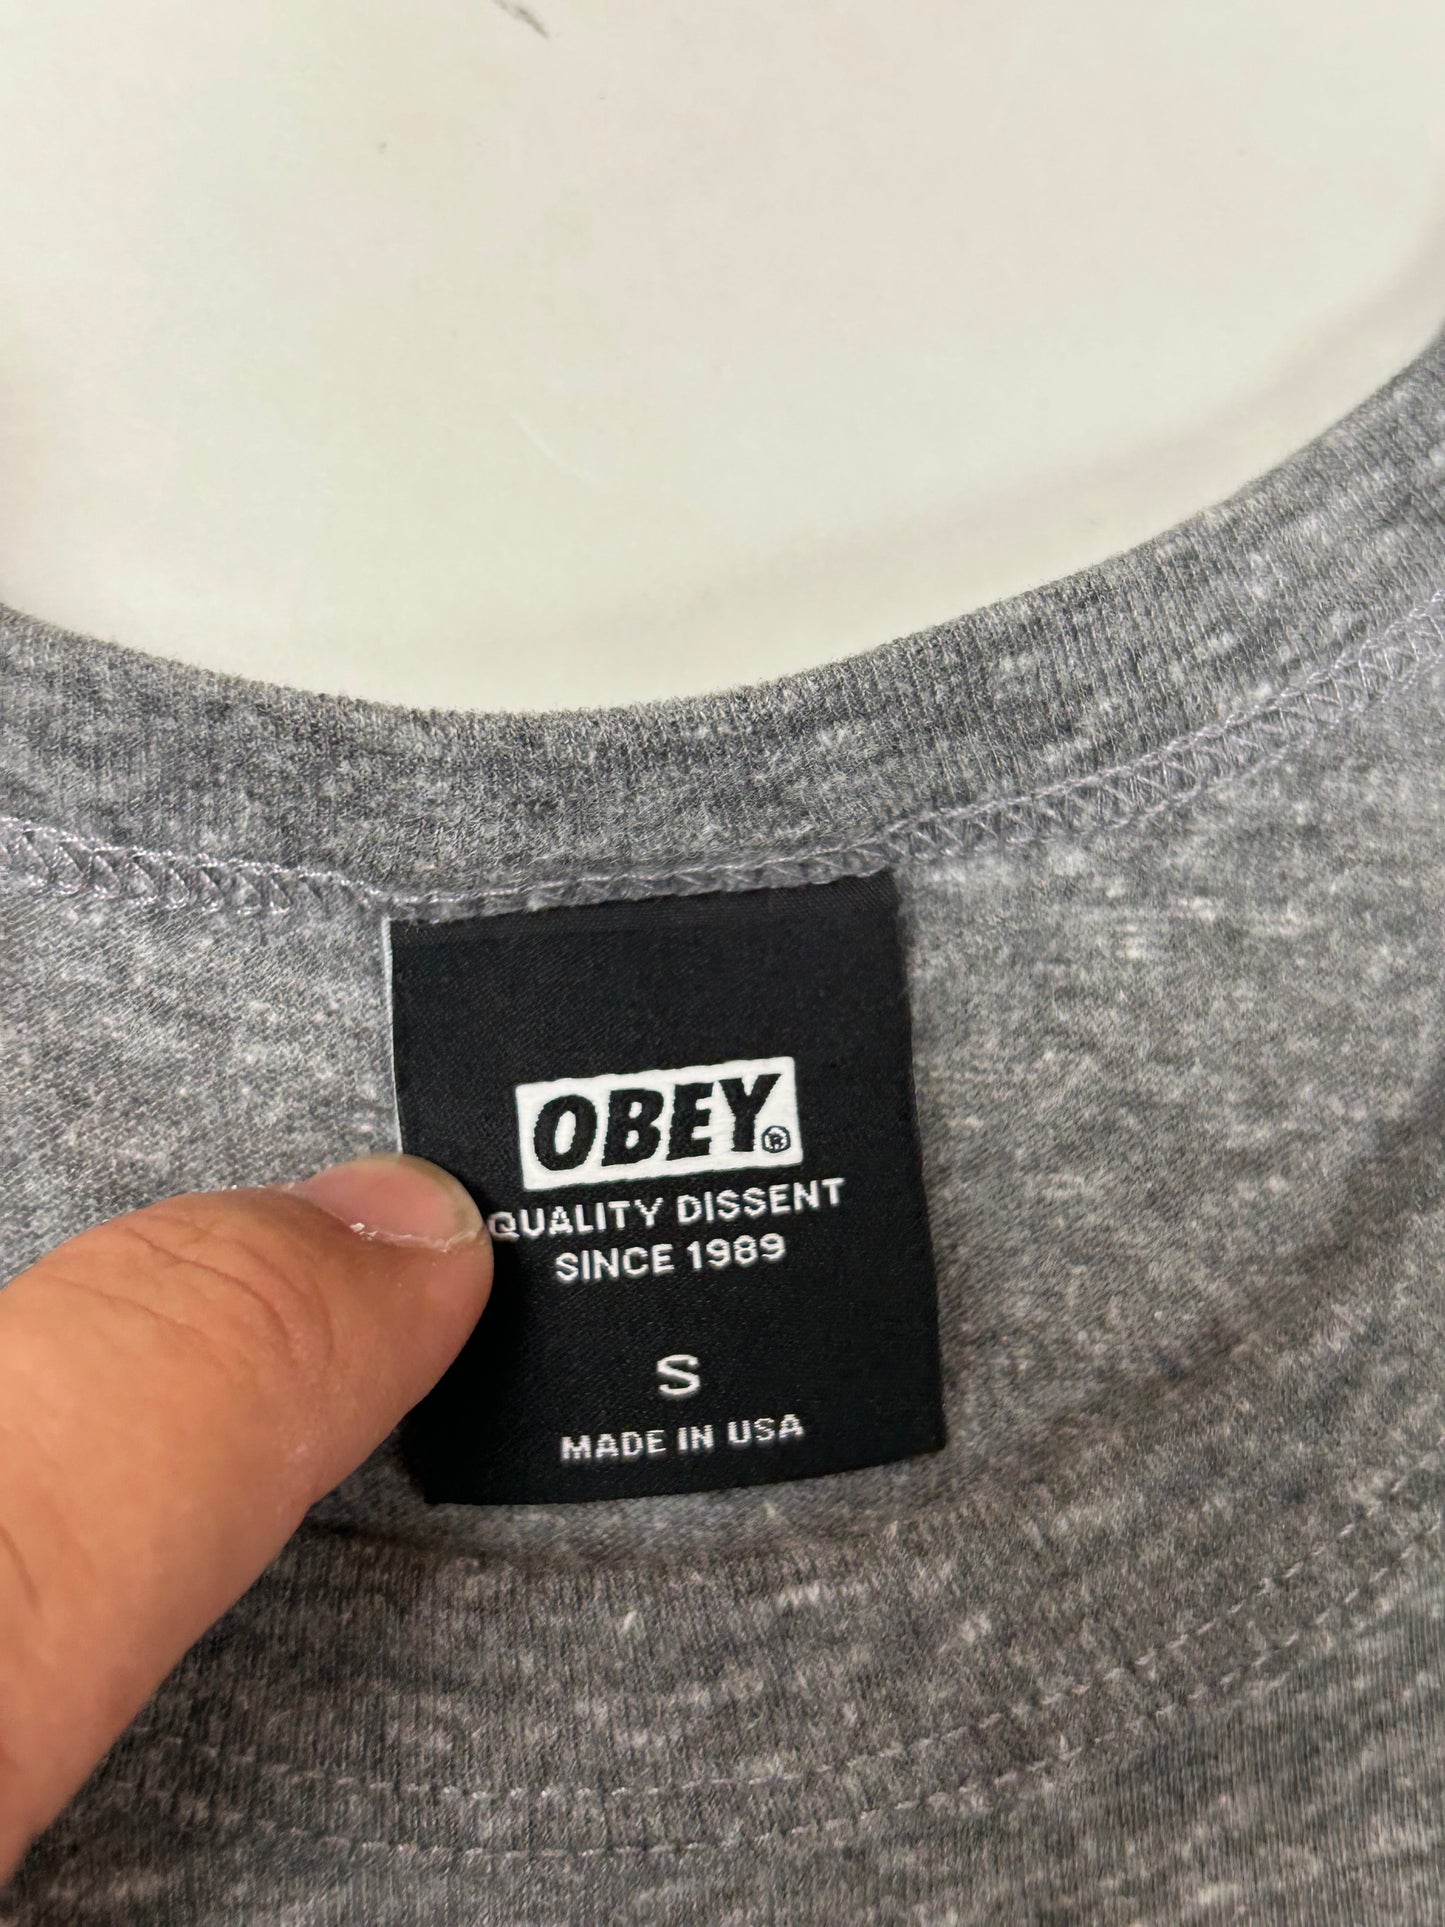 OBEY®
QUALITY DISSENT
SINCE 1989
S
MADE IN USA